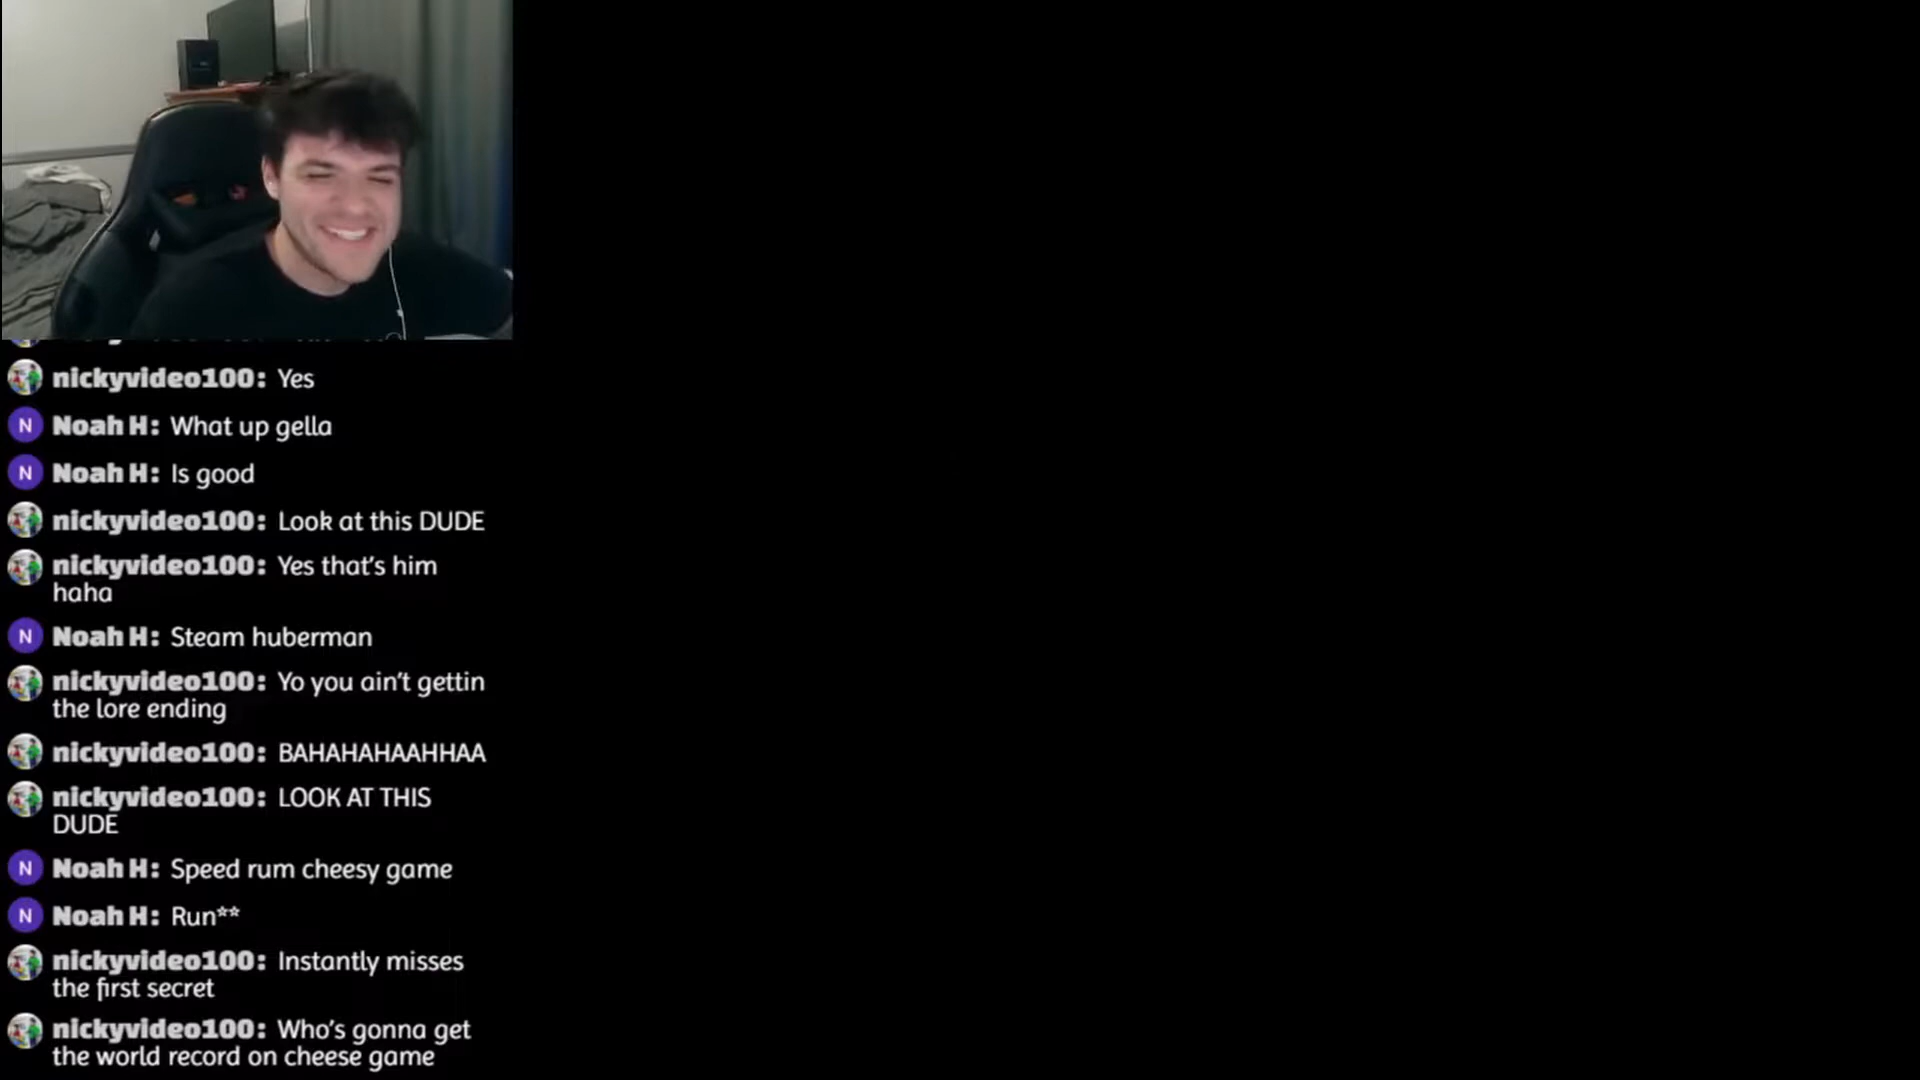 nickyvideo100: Yes
N Noah H: What up gella
N Noah H: Is good
nickyvideo100: Look at this DUDE
nickyvideo100: Yes that's him
haha
N Noah H: Steam huberman
nickyvideo100: Yo you ain't gettin
the lore ending
nickyvideo100: BAHAHAHAAHHAA
nickyvideo100: LOOK AT THIS
DUDE
N Noah H: Speed rum cheesy game
N Noah H: Run**
nickyvideo100: Instantly misses
the first secret
nickyvideo100: Who's gonna get
the world record on cheese game